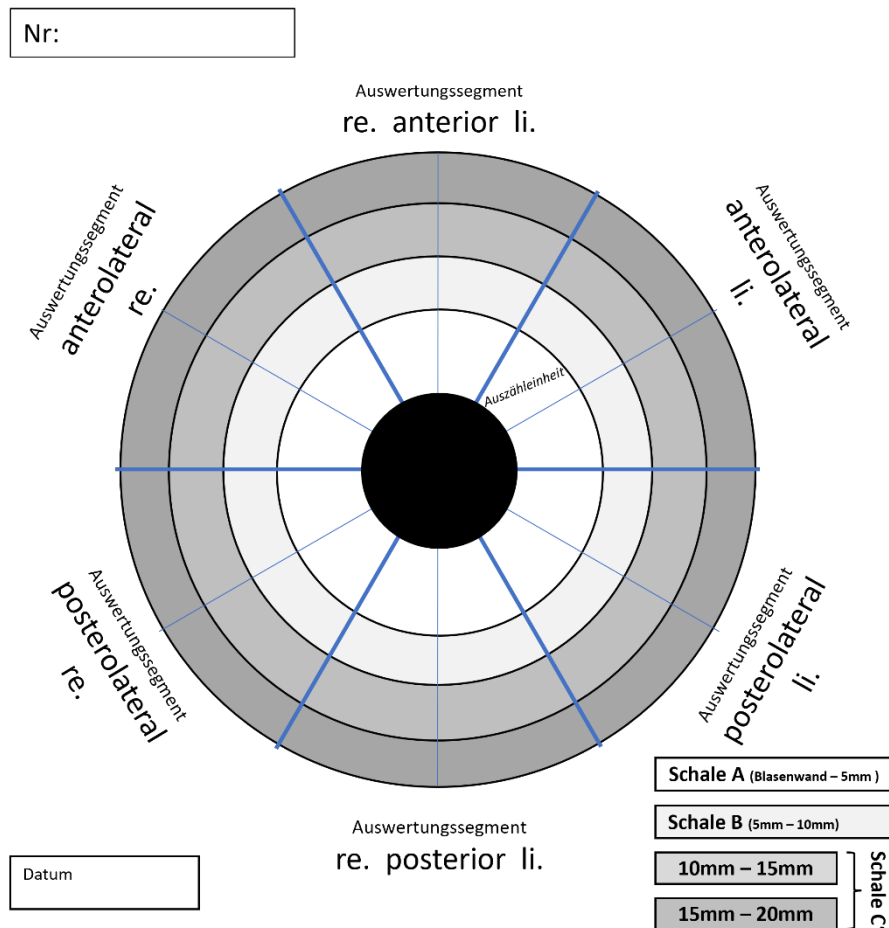 Nr:
Auswertungssegment
re. anterior li.
Auswertungssegment
anterolateral
re.
Auswertungssegment
anterolateral
li.
Auszähleinheit
Auswertungssegment
posterolateral
re.
Auswertungssegment
posterolateral
li.
Auswertungssegment
re. posterior li.
Datum
Schale A (Blasenwand – 5mm )
Schale B (5mm – 10mm)
10mm – 15mm
15mm – 20mm